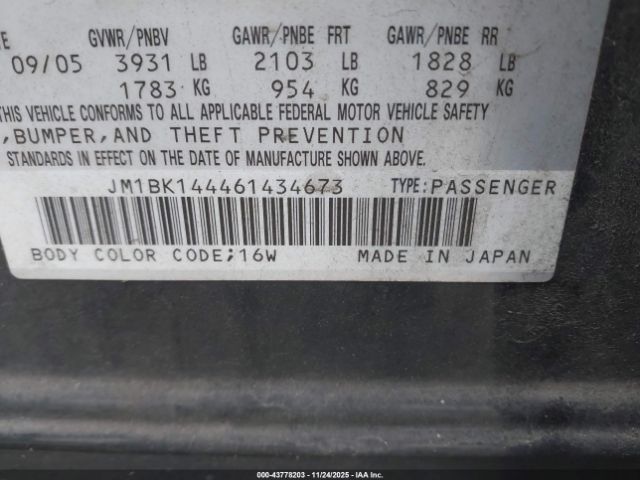 GVWR/PNBV GAWR/PNBE FRT GAWR/PNBE RR
09/05 3931 LB 2103 LB 1828 LB
1783 KG 954 KG 829 KG
THIS VEHICLE CONFORMS TO ALL APPLICABLE FEDERAL MOTOR VEHICLE SAFETY
,BUMPER,AND THEFT PREVENTION
STANDARDS IN EFFECT ON THE DATE OF MANUFACTURE SHOWN ABOVE.
JM1BK144461434673 TYPE:PASSENGER
BODY COLOR CODE;16W MADE IN JAPAN
© 00-43778203 - 11/24/2025 - IAA Inc.